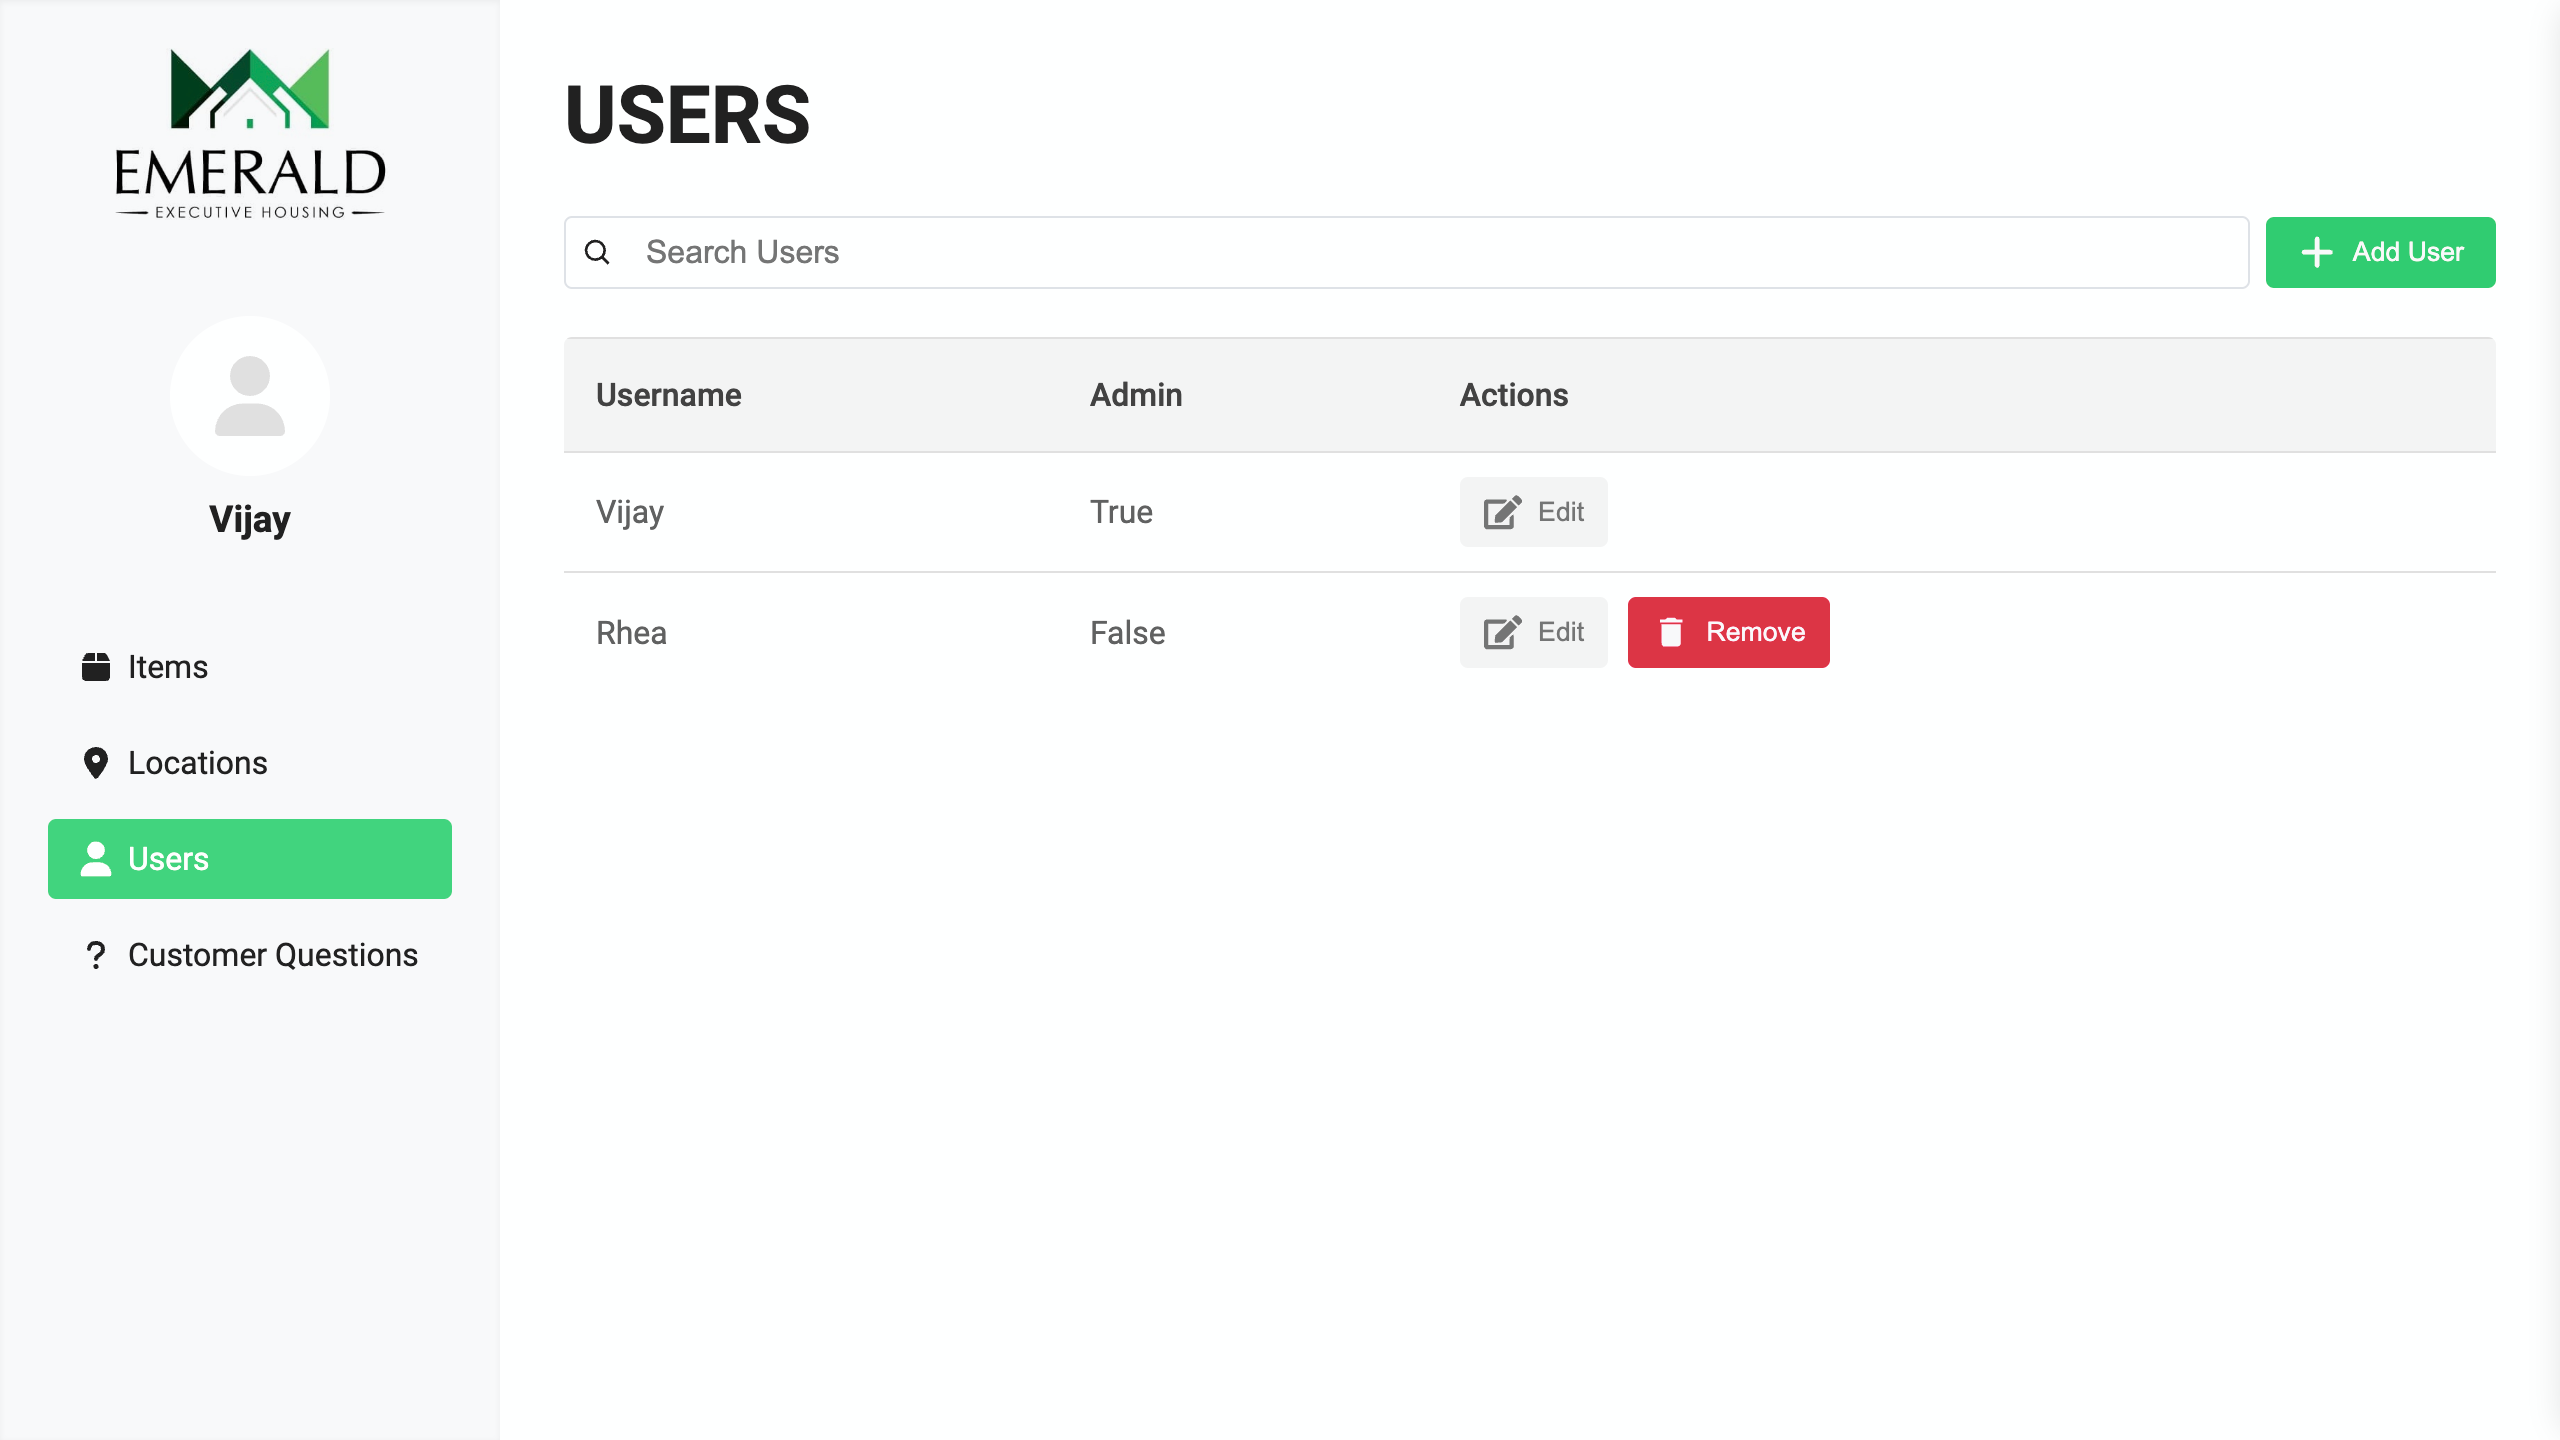 EMERALD
EXECUTIVE HOUSING
Vijay
Items
Locations
Users
Customer Questions
USERS
Search Users
Add User
Username Admin Actions
Vijay True Edit
Rhea False Edit Remove